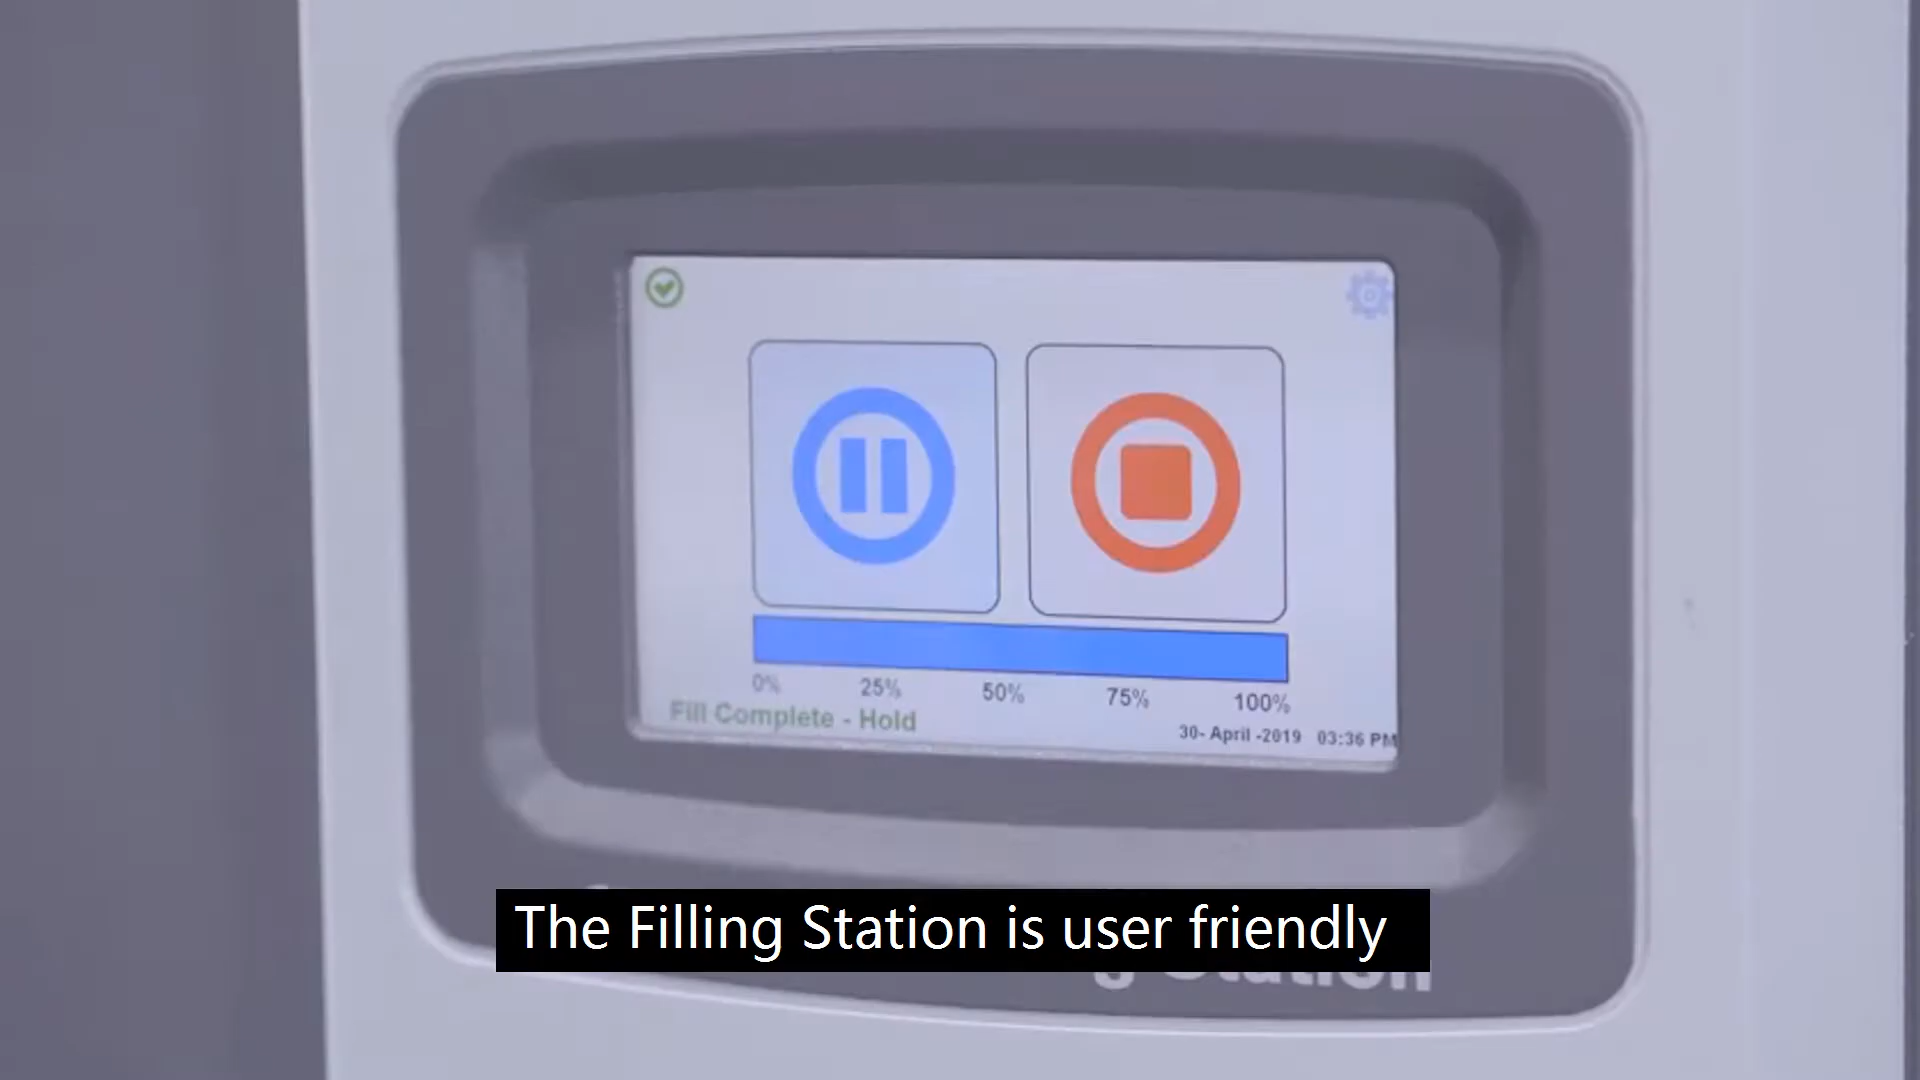 0% 25% 50% 75% 100%
Fill Complete - Hold
30- April -2019 03:36 PM
The Filling Station is user friendly
Station